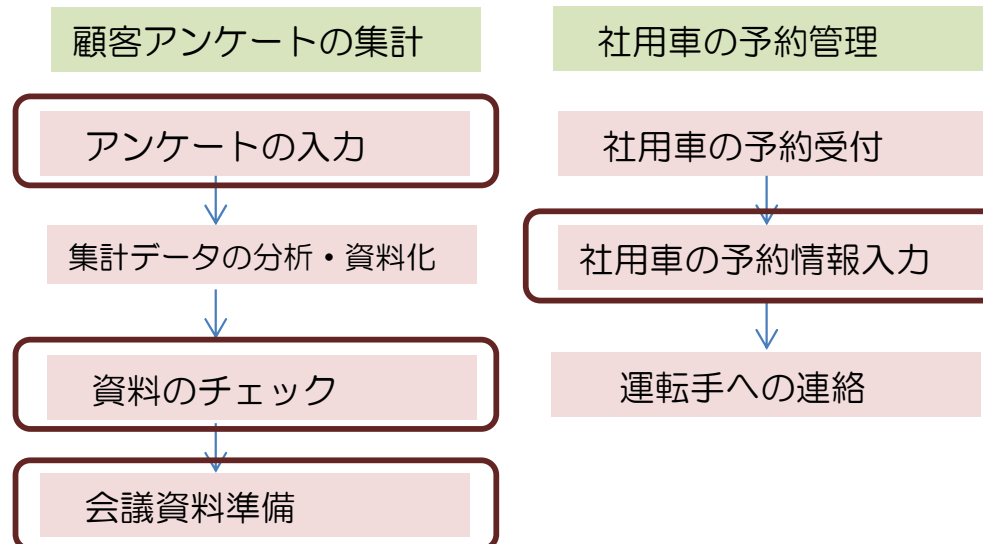 顧客アンケートの集計
アンケートの入力
集計データの分析・資料化
資料のチェック
会議資料準備
社用車の予約管理
社用車の予約受付
社用車の予約情報入力
運転手への連絡